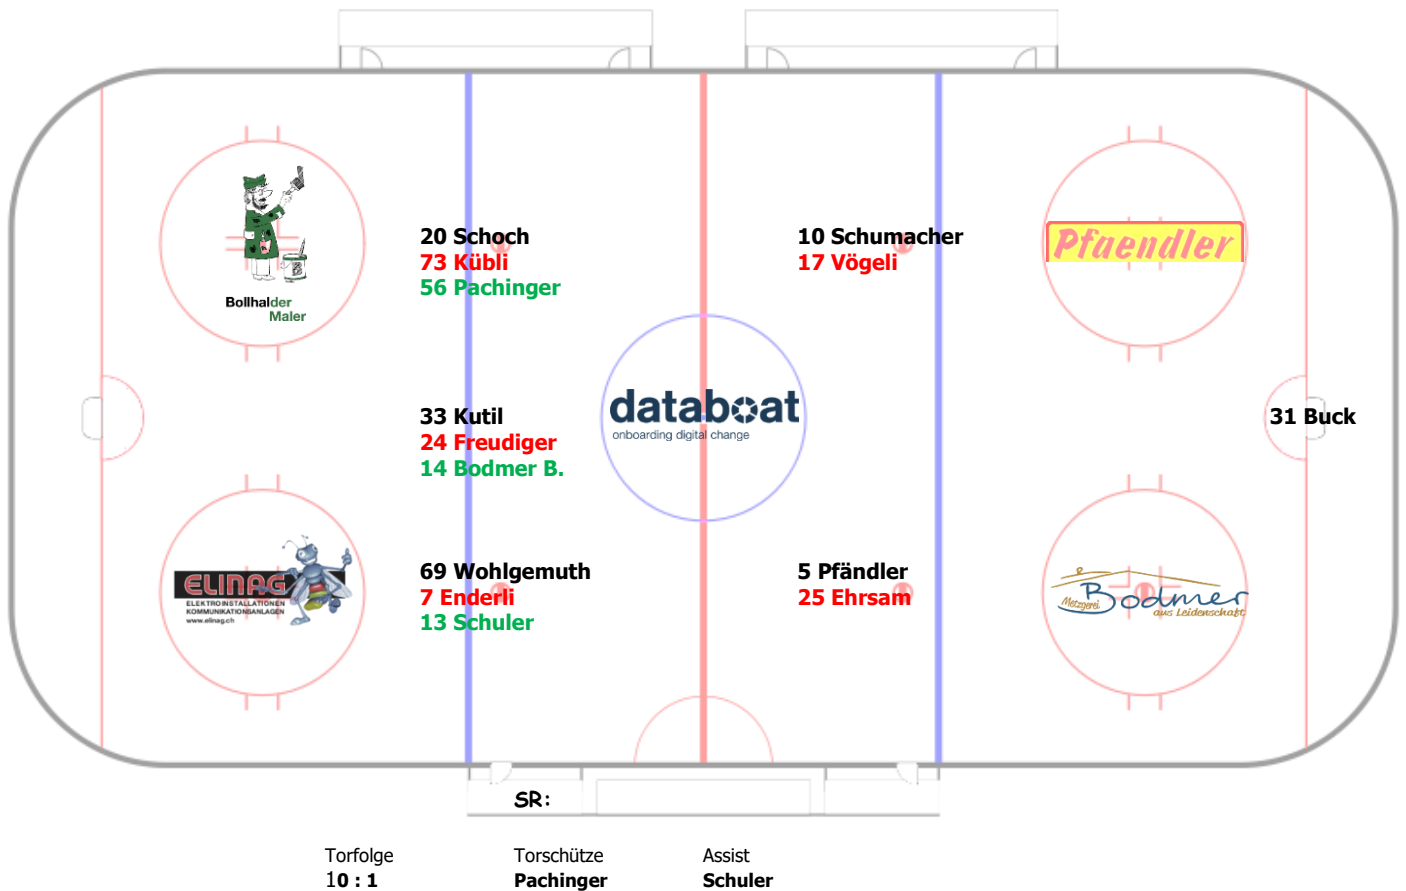 20 Schoch
73 Kübli
56 Pachinger
10 Schumacher
17 Vögeli
Pfaendler
Bollhalder
Maler
33 Kutil
24 Freudiger
14 Bodmer B.
databoat
onboarding digital change
31 Buck
ELINAG
ELEKTROINSTALLATIONEN
KOMMUNIKATIONSANLAGEN
www.elinag.ch
69 Wohlgemuth
7 Enderli
13 Schuler
5 Pfändler
25 Ehrsam
Metzgerei Bodmer
aus Leidenschaft
SR:
Torfolge Torschütze Assist
10 : 1 Pachinger Schuler